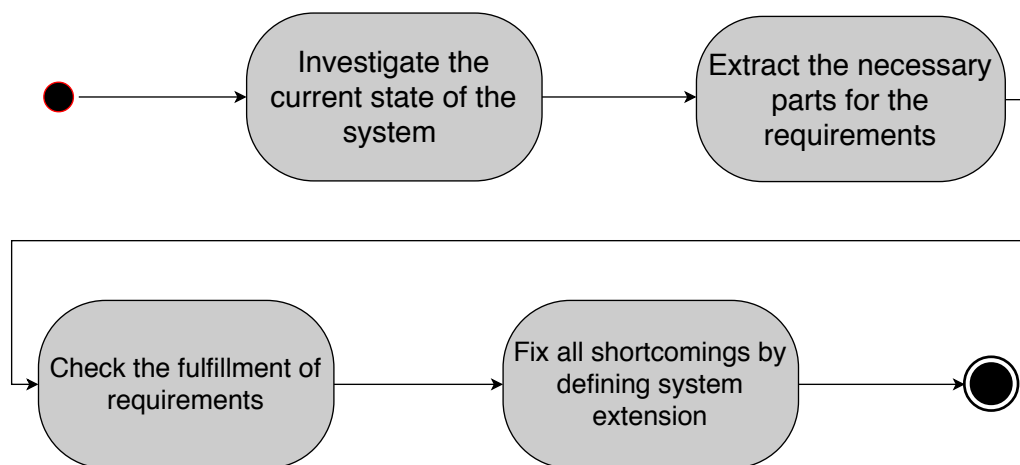 Investigate the
current state of the
system
Extract the necessary
parts for the
requirements
Check the fulfillment of
requirements
Fix all shortcomings by
defining system
extension